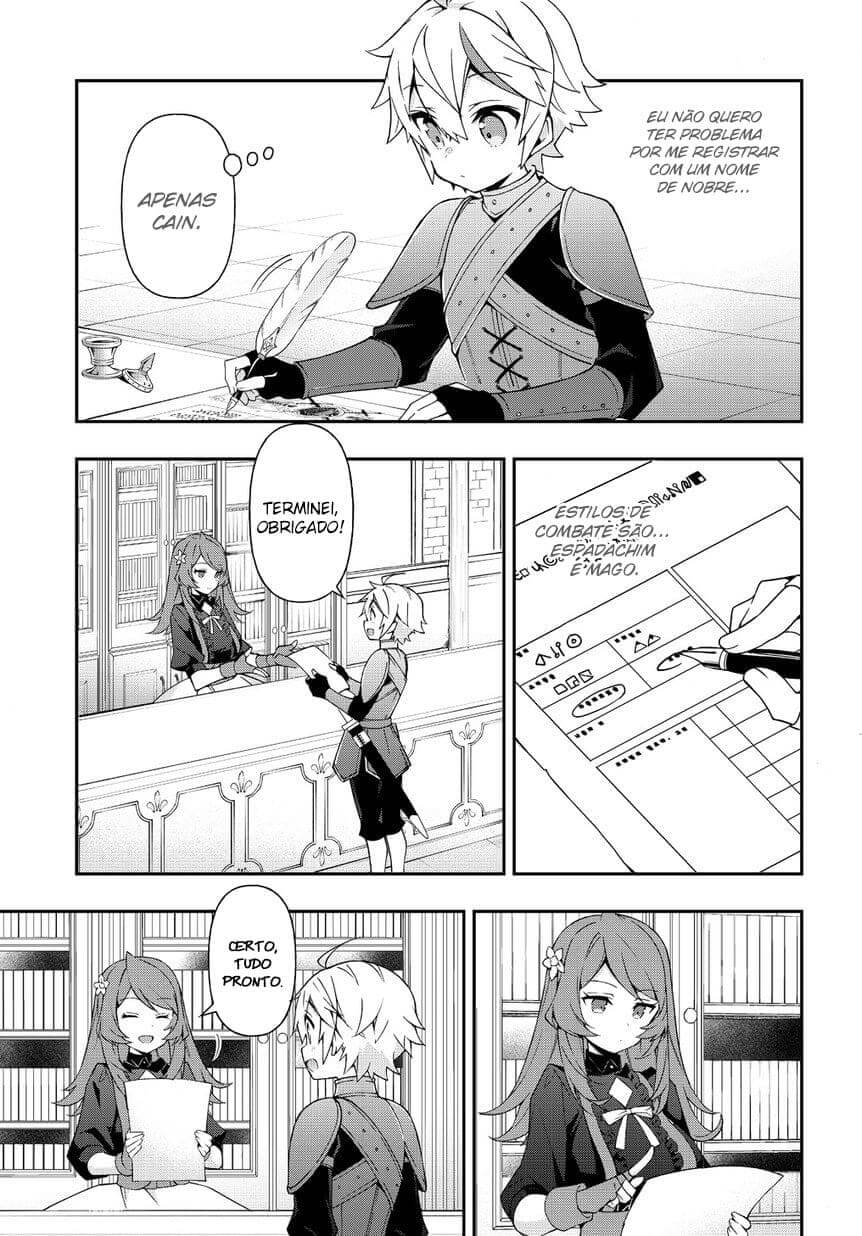 EU NÃO QUERO
TER PROBLEMA
POR ME REGISTRAR
COM UM NOME
DE NOBRE...
APENAS
CAIN.
ESTILOS DE
COMBATE SÃO...
ESPADACHIM
E MAGO.
TERMINEI,
OBRIGADO!
CERTO,
TUDO
PRONTO.